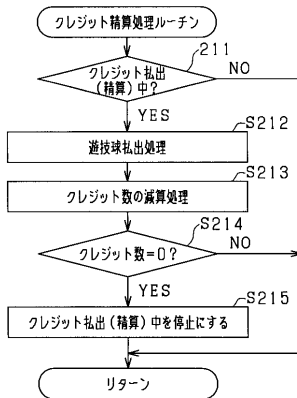 クレジット精算処理ルーチン
211
クレジット払出
(精算)中?
NO
YES
S212
遊技球払出処理
S213
クレジット数の減算処理
S214
クレジット数=0?
NO
YES
S215
クレジット払出(精算)中を停止にする
リターン